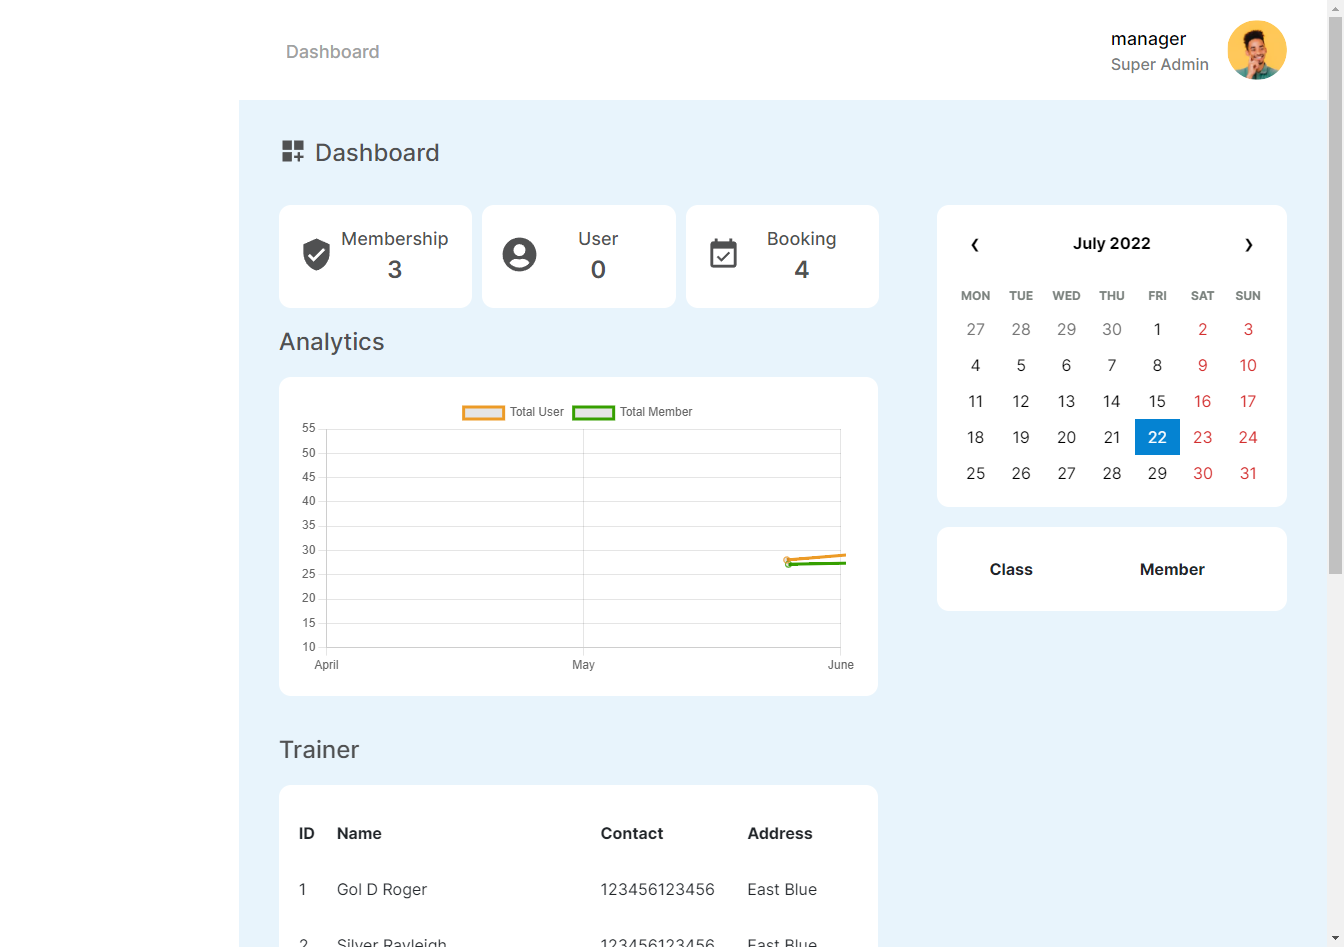 Dashboard
manager
Super Admin
Dashboard
Membership
3
User
0
Booking
4
Analytics
Total User Total Member
55
50
45
40
35
30
25
20
15
10
April May June
July 2022
MON TUE WED THU FRI SAT SUN
27 28 29 30 1 2 3
4 5 6 7 8 9 10
11 12 13 14 15 16 17
18 19 20 21 22 23 24
25 26 27 28 29 30 31
Class Member
Trainer
ID Name Contact Address
1 Gol D Roger 123456123456 East Blue
2 Silver Rayleigh 123456123456 East Blue